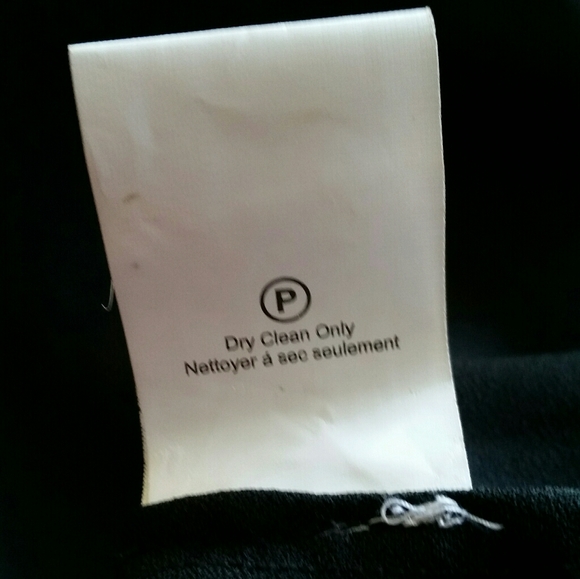 P
Dry Clean Only
Nettoyer à sec seulement